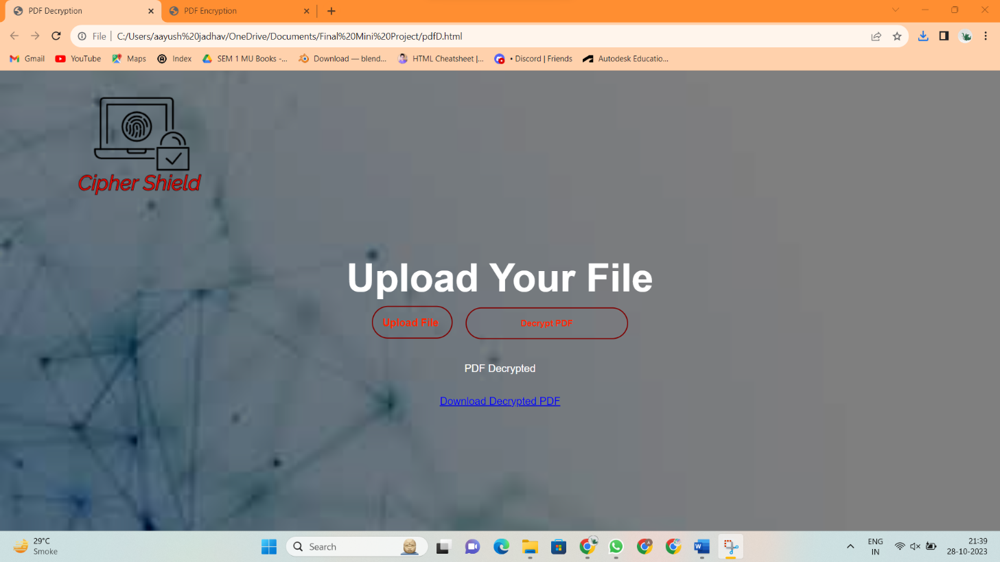 PDF Decryption
PDF Encryption
File
C:/Users/aayush%20jadhav/OneDrive/Documents/Final%20Mini%20Project/pdfD.html
Gmail
YouTube
Maps
Index
SEM 1 MU Books -...
Download — blend...
HTML Cheatsheet |...
• Discord | Friends
Autodesk Educatio...
Cipher Shield
Upload Your File
Upload File
Decrypt PDF
PDF Decrypted
Download Decrypted PDF
29°C
Smoke
Search
ENG
IN
21:39
28-10-2023